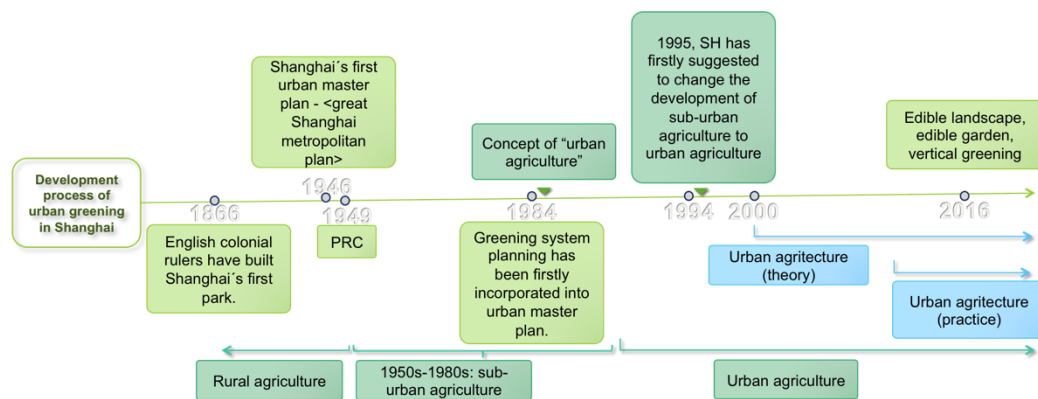 Development
process of
urban greening
in Shanghai
Shanghai´s first
urban master
plan - <great
Shanghai
metropolitan
plan>
Concept of “urban
agriculture”
1995, SH has
firstly suggested
to change the
development of
sub-urban
agriculture to
urban agriculture
Edible landscape,
edible garden,
vertical greening
1866
1946
1949
1984
1994
2000
2016
English colonial
rulers have built
Shanghai´s first
park.
PRC
Greening system
planning has
been firstly
incorporated into
urban master
plan.
Urban agritecture
(theory)
Urban agritecture
(practice)
Rural agriculture
1950s-1980s: sub-
urban agriculture
Urban agriculture